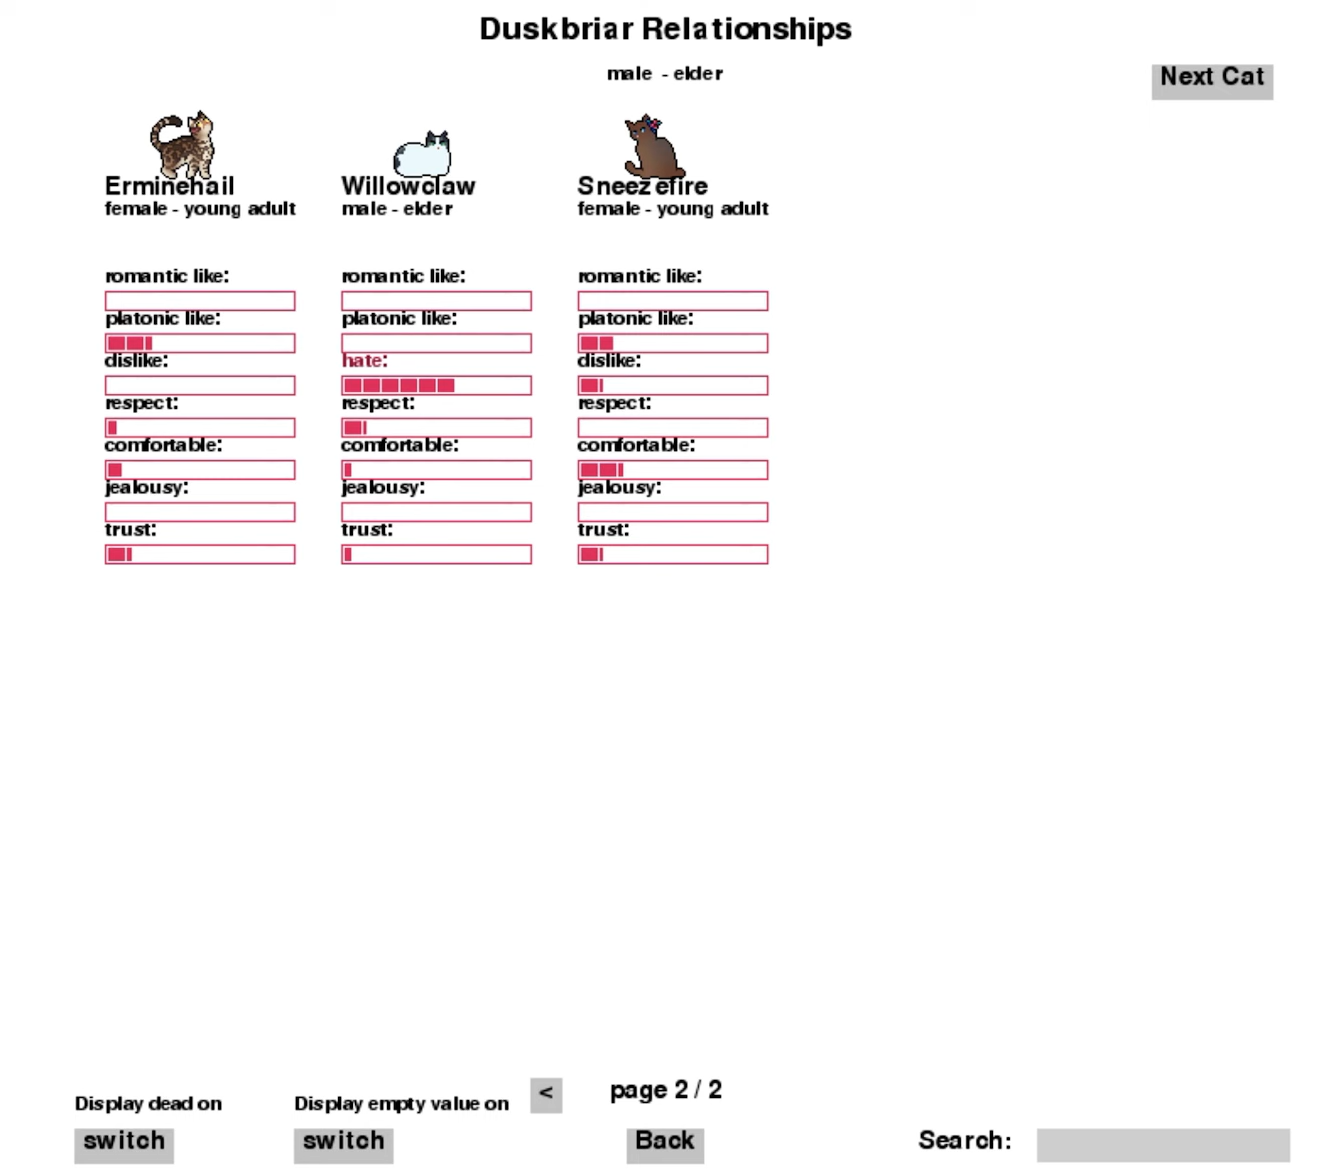 Duskbriar Relationships
male - elder
Next Cat
Erminehail
female - young adult
romantic like:
platonic like:
dislike:
respect:
comfortable:
jealousy:
trust:
Willowclaw
male - elder
romantic like:
platonic like:
hate:
respect:
comfortable:
jealousy:
trust:
Sneezefire
female - young adult
romantic like:
platonic like:
dislike:
respect:
comfortable:
jealousy:
trust:
Display dead on
switch
Display empty value on
switch
<
page 2 / 2
Back
Search: